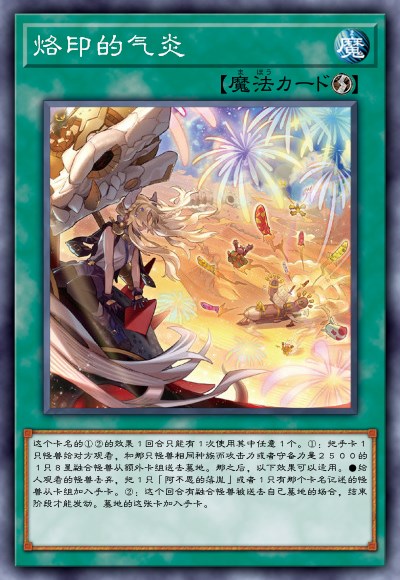 烙印的气炎
魔
まほう
【魔法カード】
这个卡名的①②的效果1回合只能有1次使用其中任意1个。①：把手卡1
只怪兽给对方观看，和那只怪兽相同种族而攻击力或者守备力是2500的
1只8星融合怪兽从额外卡组送去墓地。那之后，以下效果可以适用。●给
人观看的怪兽丢弃，把1只「阿不思的落胤」或者1只有那个卡名记述的怪
兽从卡组加入手卡。②：这个回合有融合怪兽被送去自己墓地的场合，结束
阶段才能发动。墓地的这张卡加入手卡。